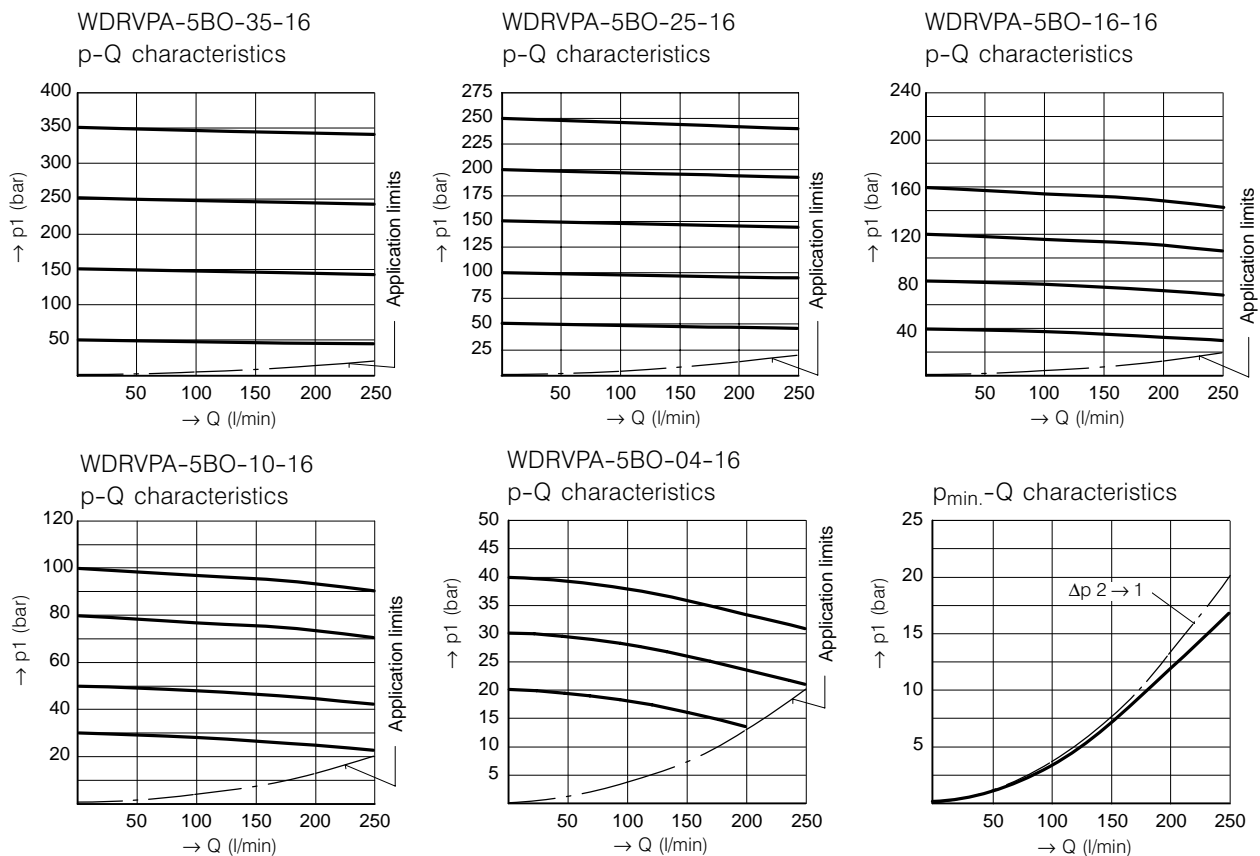 WDRVPA-5BO-35-16
p-Q characteristics
400
350
300
250
200
150
100
50
→ p1 (bar)
50 100 150 200 250
→ Q (l/min)
Application limits
WDRVPA-5BO-25-16
p-Q characteristics
275
250
225
200
175
150
125
100
75
50
25
→ p1 (bar)
50 100 150 200 250
→ Q (l/min)
Application limits
WDRVPA-5BO-16-16
p-Q characteristics
240
200
160
120
80
40
→ p1 (bar)
50 100 150 200 250
→ Q (l/min)
Application limits
WDRVPA-5BO-10-16
p-Q characteristics
120
100
80
60
40
20
→ p1 (bar)
50 100 150 200 250
→ Q (l/min)
Application limits
WDRVPA-5BO-04-16
p-Q characteristics
50
45
40
35
30
25
20
15
10
5
→ p1 (bar)
50 100 150 200 250
→ Q (l/min)
Application limits
pmin.-Q characteristics
25
20
15
10
5
→ p1 (bar)
Δp 2 → 1
50 100 150 200 250
→ Q (l/min)